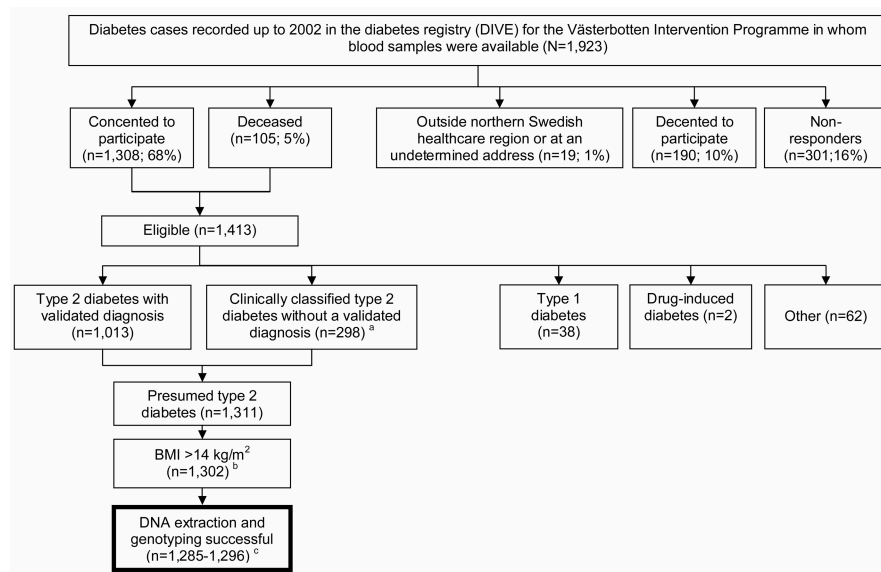 Diabetes cases recorded up to 2002 in the diabetes registry (DIVE) for the Västerbotten Intervention Programme in whom
blood samples were available (N=1,923)
Concented to
participate
(n=1,308; 68%)
Deceased
(n=105; 5%)
Outside northern Swedish
healthcare region or at an
undetermined address (n=19; 1%)
Decented to
participate
(n=190; 10%)
Non-
responders
(n=301;16%)
Eligible (n=1,413)
Type 2 diabetes with
validated diagnosis
(n=1,013)
Clinically classified type 2
diabetes without a validated
diagnosis (n=298) a
Type 1
diabetes
(n=38)
Drug-induced
diabetes (n=2)
Other (n=62)
Presumed type 2
diabetes (n=1,311)
BMI >14 kg/m2
(n=1,302) b
DNA extraction and
genotyping successful
(n=1,285-1,296) c